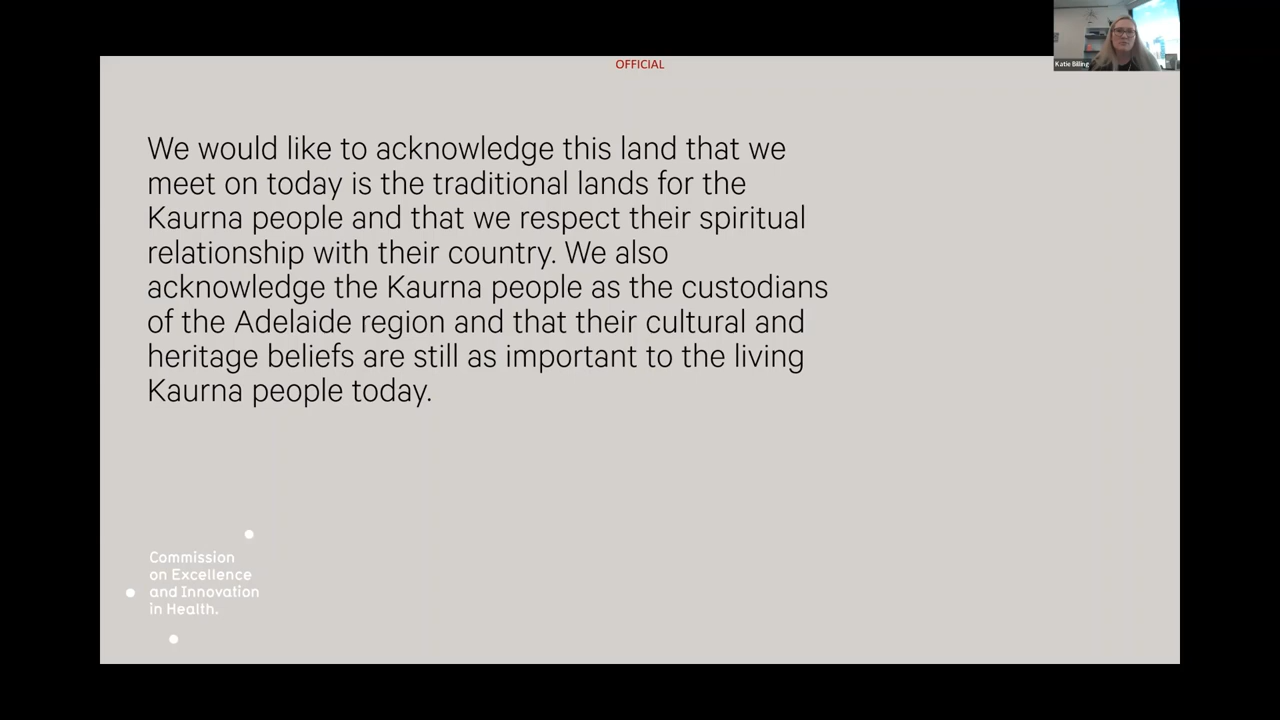 OFFICIAL
Katie Billing
We would like to acknowledge this land that we
meet on today is the traditional lands for the
Kaurna people and that we respect their spiritual
relationship with their country. We also
acknowledge the Kaurna people as the custodians
of the Adelaide region and that their cultural and
heritage beliefs are still as important to the living
Kaurna people today.
Commission
on Excellence
and Innovation
in Health.